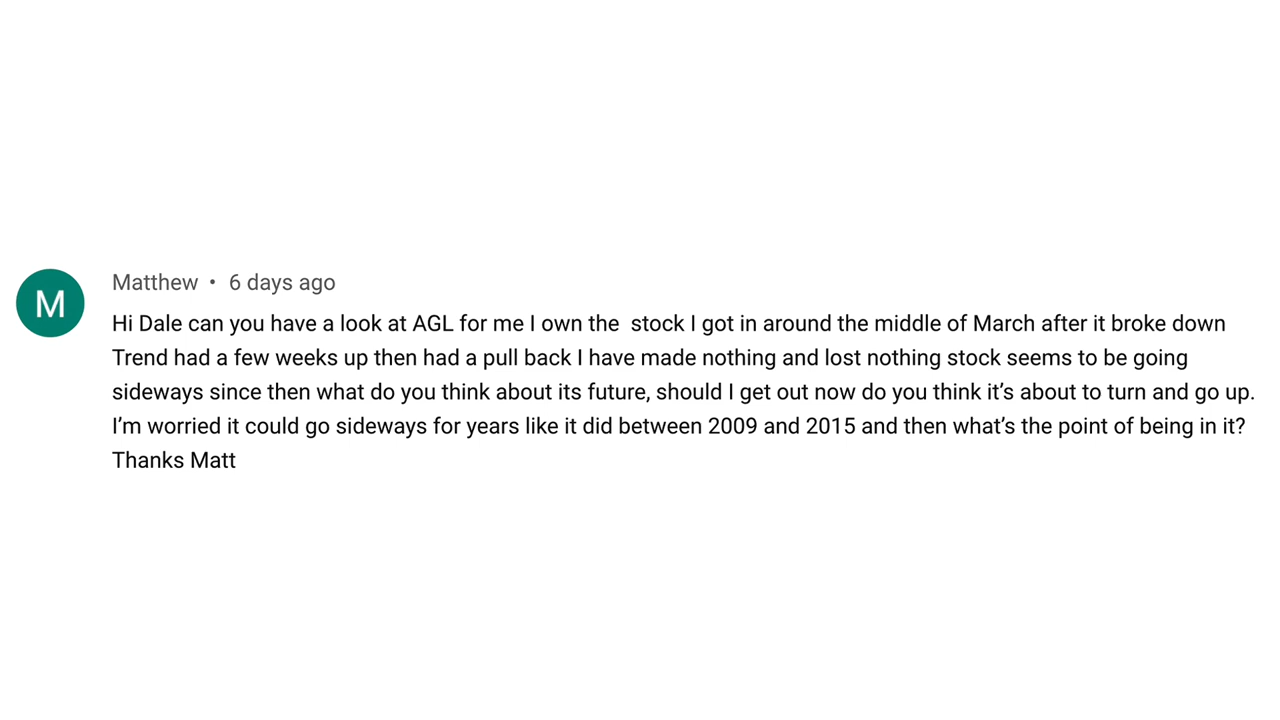 M
Matthew • 6 days ago
Hi Dale can you have a look at AGL for me I own the  stock I got in around the middle of March after it broke down
Trend had a few weeks up then had a pull back I have made nothing and lost nothing stock seems to be going
sideways since then what do you think about its future, should I get out now do you think it’s about to turn and go up.
I’m worried it could go sideways for years like it did between 2009 and 2015 and then what’s the point of being in it?
Thanks Matt